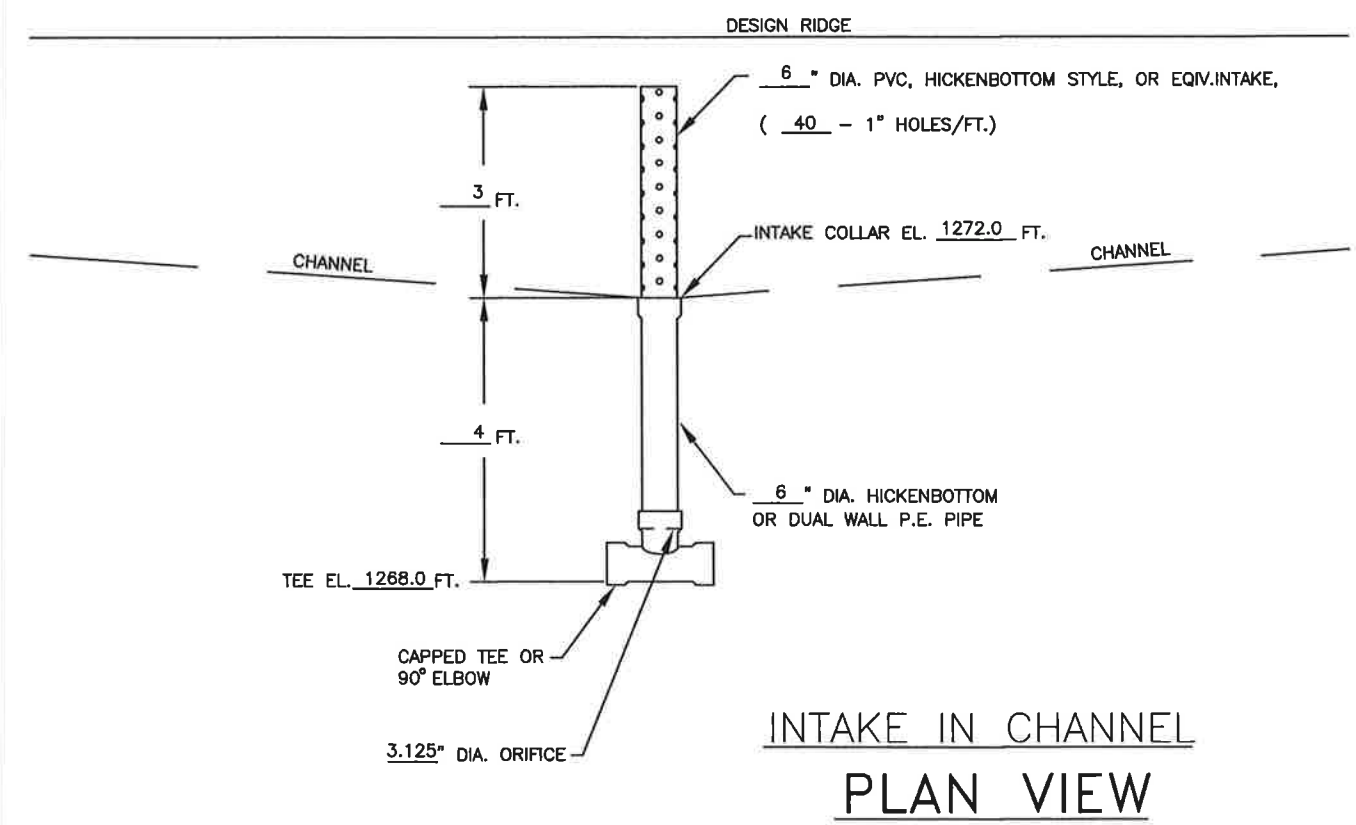 DESIGN RIDGE
6 " DIA. PVC, HICKENBOTTOM STYLE, OR EQIV.INTAKE,
( 40 - 1" HOLES/FT.)
3 FT.
INTAKE COLLAR EL. 1272.0 FT.
CHANNEL
CHANNEL
4 FT.
6 " DIA. HICKENBOTTOM
OR DUAL WALL P.E. PIPE
TEE EL. 1268.0 FT.
CAPPED TEE OR
90° ELBOW
3.125" DIA. ORIFICE
INTAKE IN CHANNEL
PLAN VIEW